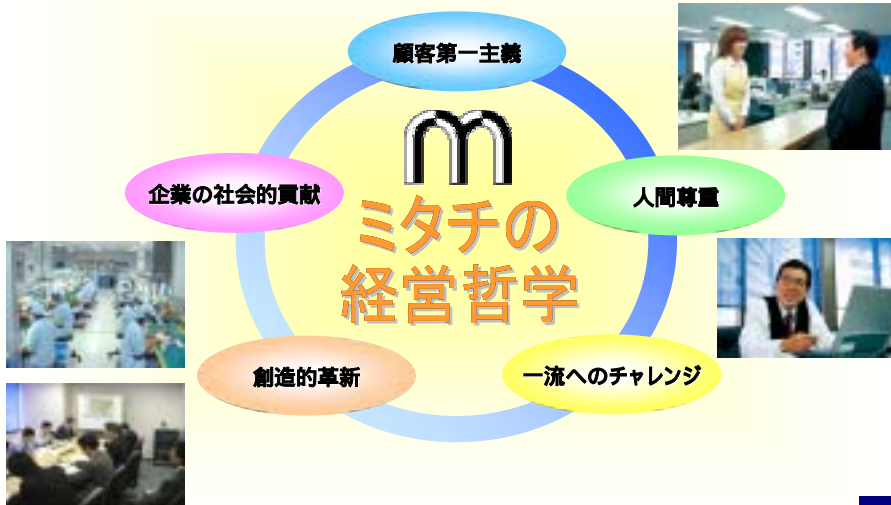 顧客第一主義
m
企業の社会的貢献
人間尊重
ミタチの
経営哲学
創造的革新
一流へのチャレンジ